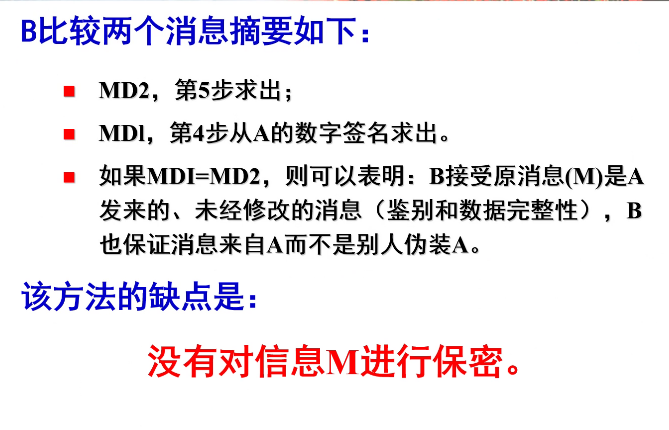 B比较两个消息摘要如下：
MD2，第5步求出；
MDl，第4步从A的数字签名求出。
如果MDI=MD2，则可以表明：B接受原消息(M)是A
发来的、未经修改的消息（鉴别和数据完整性），B
也保证消息来自A而不是别人伪装A。
该方法的缺点是：
没有对信息M进行保密。